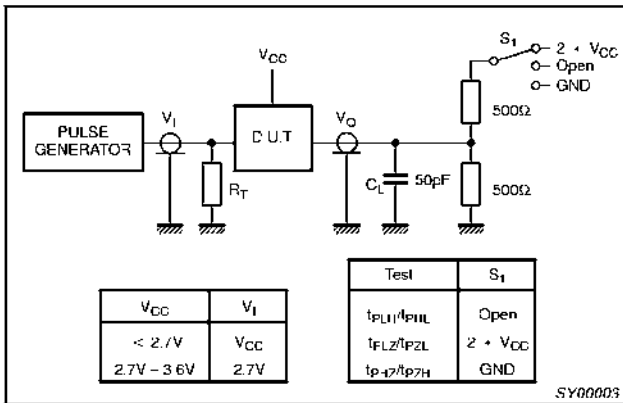 S1
2 * VCC
Open
GND
VCC
500Ω
VI
VO
PULSE GENERATOR
D.U.T
RT
CL
50pF
500Ω
VCC VI
< 2.7V VCC
2.7V – 3.6V 2.7V
Test S1
tPLH/tPHL Open
tPLZ/tPZL 2 * VCC
tPHZ/tPZH GND
SY00003